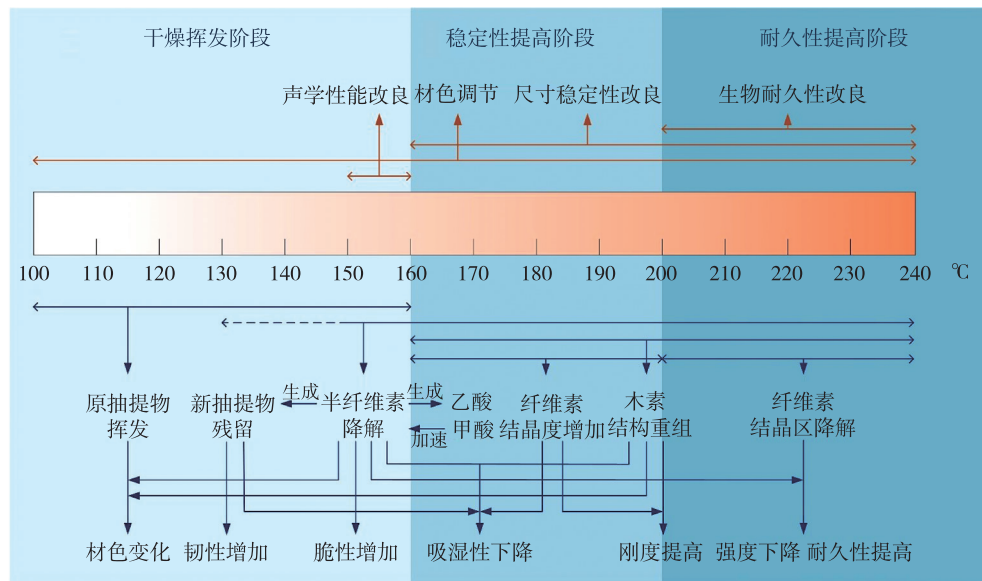 干燥挥发阶段 稳定性提高阶段 耐久性提高阶段
声学性能改良 材色调节 尺寸稳定性改良 生物耐久性改良
100 110 120 130 140 150 160 170 180 190 200 210 220 230 240 ℃
原抽提物
挥发
新抽提物
残留
生成
半纤维素
降解
生成
加速
乙酸
甲酸
纤维素
结晶度增加
木素
结构重组
纤维素
结晶区降解
材色变化 韧性增加 脆性增加 吸湿性下降 刚度提高 强度下降 耐久性提高